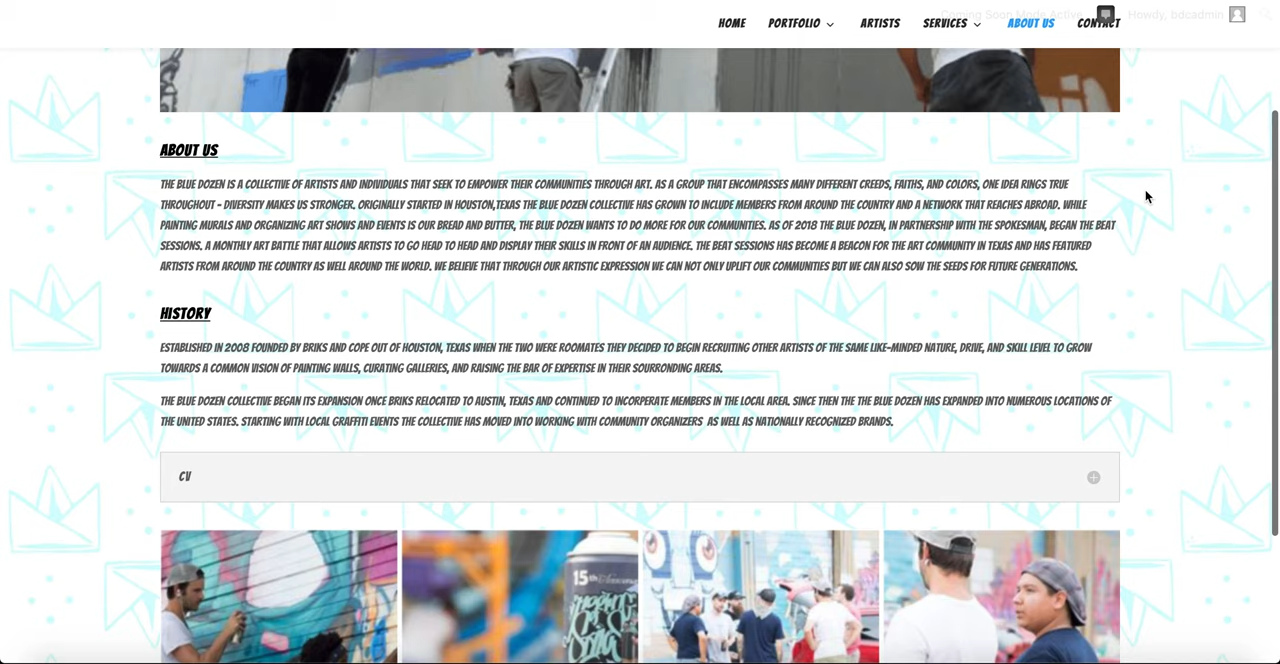 Coming Soon Mode Active Howdy, bdcadmin
HOME PORTFOLIO ARTISTS SERVICES ABOUT US CONTACT
ABOUT US
THE BLUE DOZEN IS A COLLECTIVE OF ARTISTS AND INDIVIDUALS THAT SEEK TO EMPOWER THEIR COMMUNITIES THROUGH ART. AS A GROUP THAT ENCOMPASSES MANY DIFFERENT CREEDS, FAITHS, AND COLORS, ONE IDEA RINGS TRUE
THROUGHOUT - DIVERSITY MAKES US STRONGER. ORIGINALLY STARTED IN HOUSTON,TEXAS THE BLUE DOZEN COLLECTIVE HAS GROWN TO INCLUDE MEMBERS FROM AROUND THE COUNTRY AND A NETWORK THAT REACHES ABROAD. WHILE
PAINTING MURALS AND ORGANIZING ART SHOWS AND EVENTS IS OUR BREAD AND BUTTER, THE BLUE DOZEN WANTS TO DO MORE FOR OUR COMMUNITIES. AS OF 2018 THE BLUE DOZEN, IN PARTNERSHIP WITH THE SPOKESMAN, BEGAN THE BEAT
SESSIONS. A MONTHLY ART BATTLE THAT ALLOWS ARTISTS TO GO HEAD TO HEAD AND DISPLAY THEIR SKILLS IN FRONT OF AN AUDIENCE. THE BEAT SESSIONS HAS BECOME A BEACON FOR THE ART COMMUNITY IN TEXAS AND HAS FEATURED
ARTISTS FROM AROUND THE COUNTRY AS WELL AROUND THE WORLD. WE BELIEVE THAT THROUGH OUR ARTISTIC EXPRESSION WE CAN NOT ONLY UPLIFT OUR COMMUNITIES BUT WE CAN ALSO SOW THE SEEDS FOR FUTURE GENERATIONS.
HISTORY
ESTABLISHED IN 2008 FOUNDED BY BRIKS AND COPE OUT OF HOUSTON, TEXAS WHEN THE TWO WERE ROOMATES THEY DECIDED TO BEGIN RECRUITING OTHER ARTISTS OF THE SAME LIKE-MINDED NATURE, DRIVE, AND SKILL LEVEL TO GROW
TOWARDS A COMMON VISION OF PAINTING WALLS, CURATING GALLERIES, AND RAISING THE BAR OF EXPERTISE IN THEIR SOURRONDING AREAS.
THE BLUE DOZEN COLLECTIVE BEGAN ITS EXPANSION ONCE BRIKS RELOCATED TO AUSTIN, TEXAS AND CONTINUED TO INCORPERATE MEMBERS IN THE LOCAL AREA. SINCE THEN THE THE BLUE DOZEN HAS EXPANDED INTO NUMEROUS LOCATIONS OF
THE UNITED STATES. STARTING WITH LOCAL GRAFFITI EVENTS THE COLLECTIVE HAS MOVED INTO WORKING WITH COMMUNITY ORGANIZERS AS WELL AS NATIONALLY RECOGNIZED BRANDS.
CV
15th Anniversary